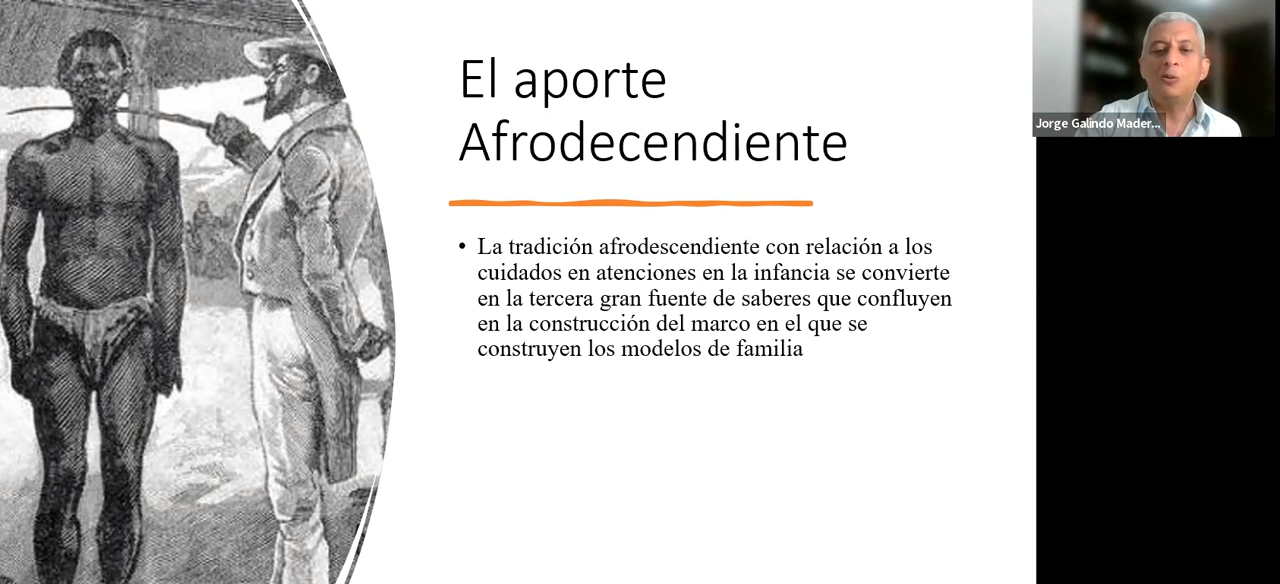 El aporte
Afrodecendiente
• La tradición afrodescendiente con relación a los
cuidados en atenciones en la infancia se convierte
en la tercera gran fuente de saberes que confluyen
en la construcción del marco en el que se
construyen los modelos de familia
Jorge Galindo Mader...